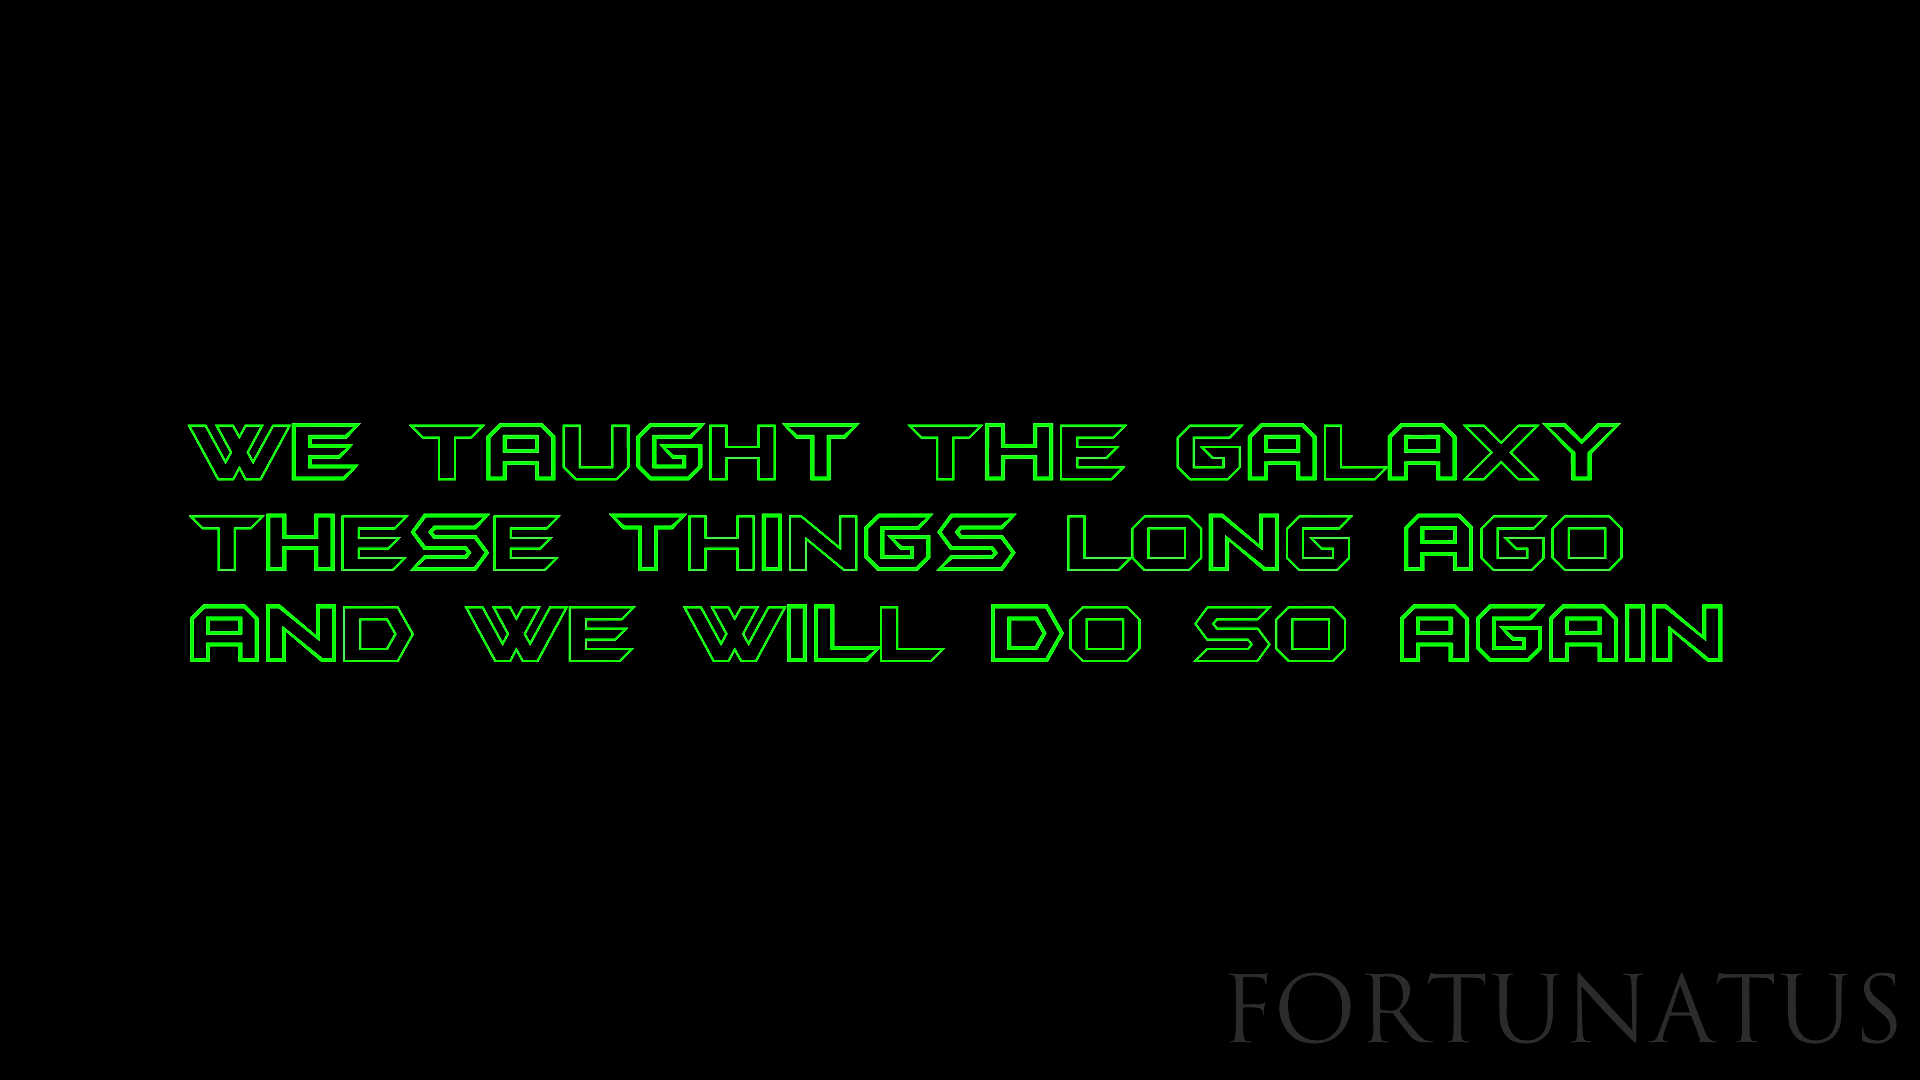 WE TAUGHT THE GALAXY
THESE THINGS LONG AGO
AND WE WILL DO SO AGAIN
FORTUNATUS